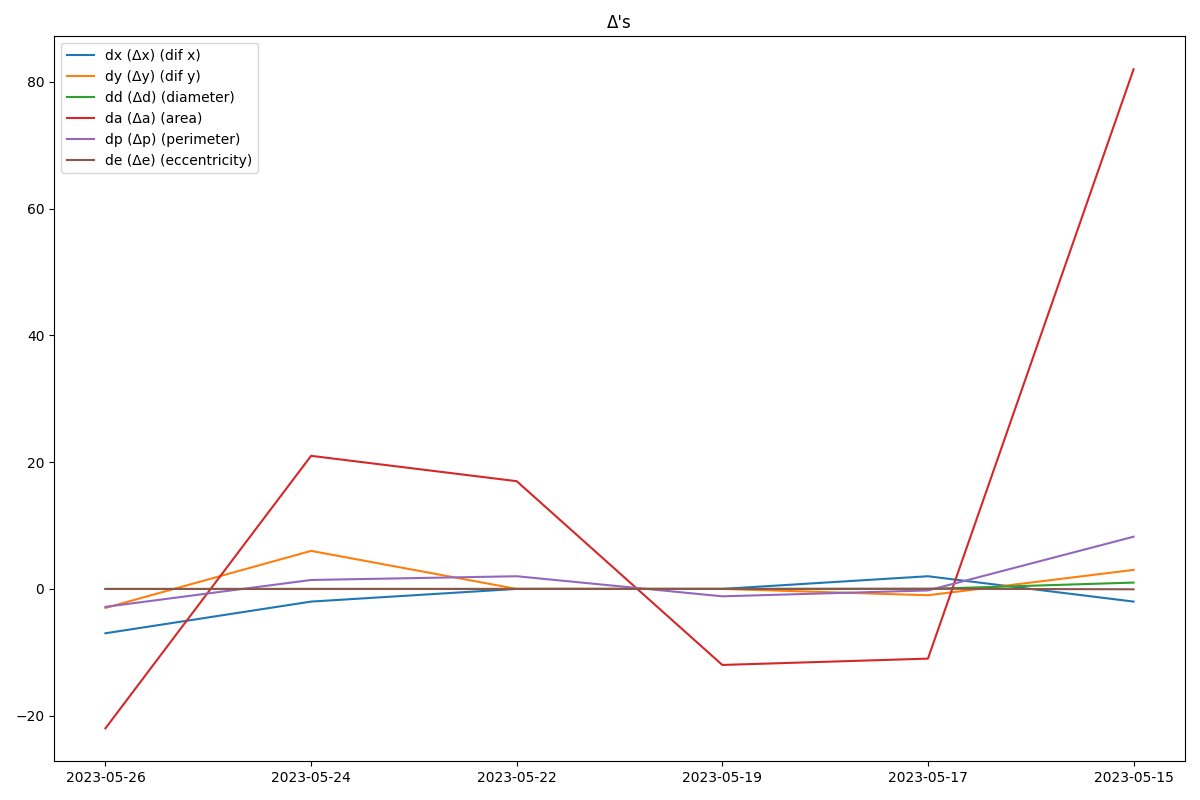 Δ's
dx (Δx) (dif x)
dy (Δy) (dif y)
dd (Δd) (diameter)
da (Δa) (area)
dp (Δp) (perimeter)
de (Δe) (eccentricity)
80
60
40
20
0
−20
2023-05-26 2023-05-24 2023-05-22 2023-05-19 2023-05-17 2023-05-15